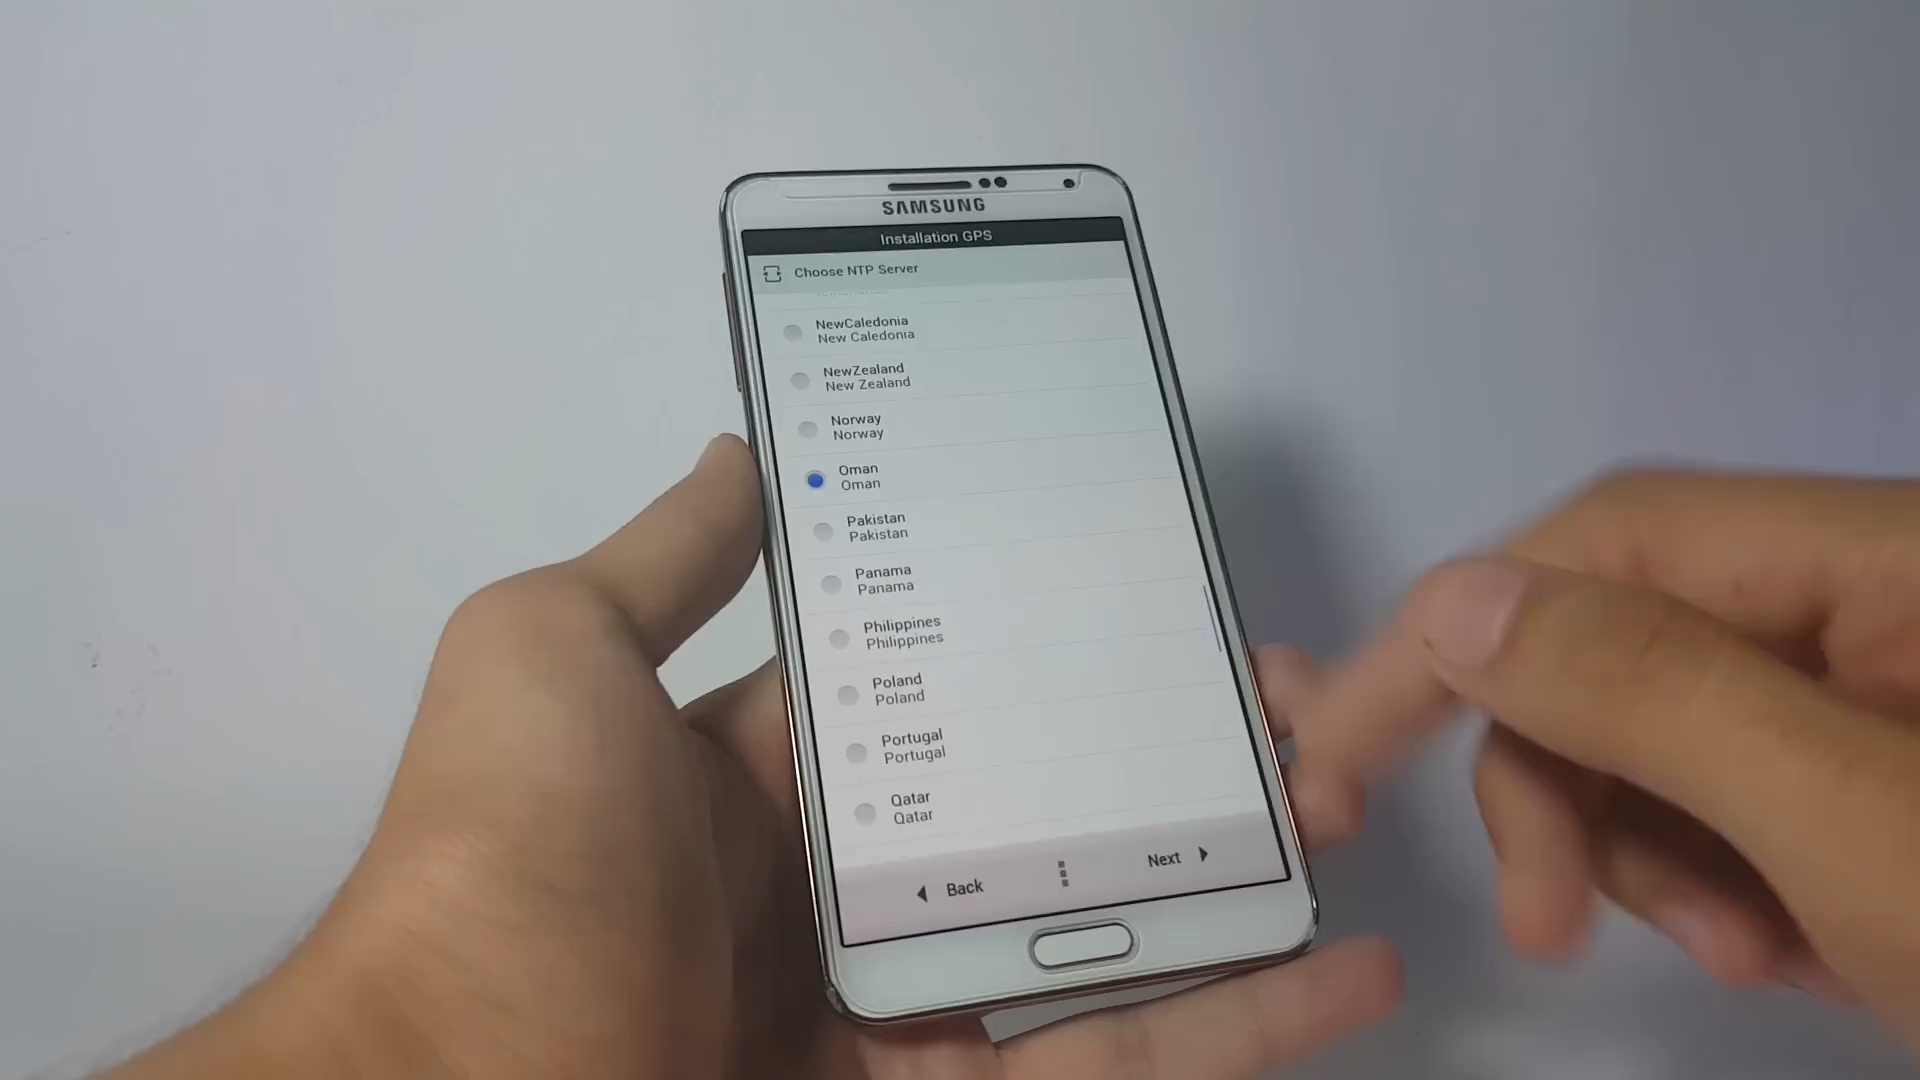 SAMSUNG
Installation GPS
Choose NTP Server
NewCaledonia
New Caledonia
NewZealand
New Zealand
Norway
Norway
Oman
Oman
Pakistan
Pakistan
Panama
Panama
Philippines
Philippines
Poland
Poland
Portugal
Portugal
Qatar
Qatar
Back
Next